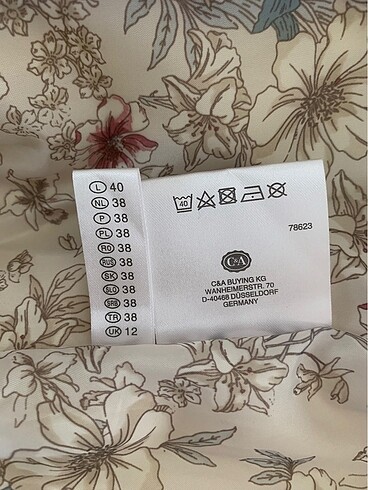 L 40
NL 38
P 38
PL 38
RO 38
RUS 38
SK 38
SLO 38
SRB 38
TR 38
UK 12
40
78623
C&A
C&A BUYING KG
WANHEIMERSTR. 70
D-40468 DÜSSELDORF
GERMANY